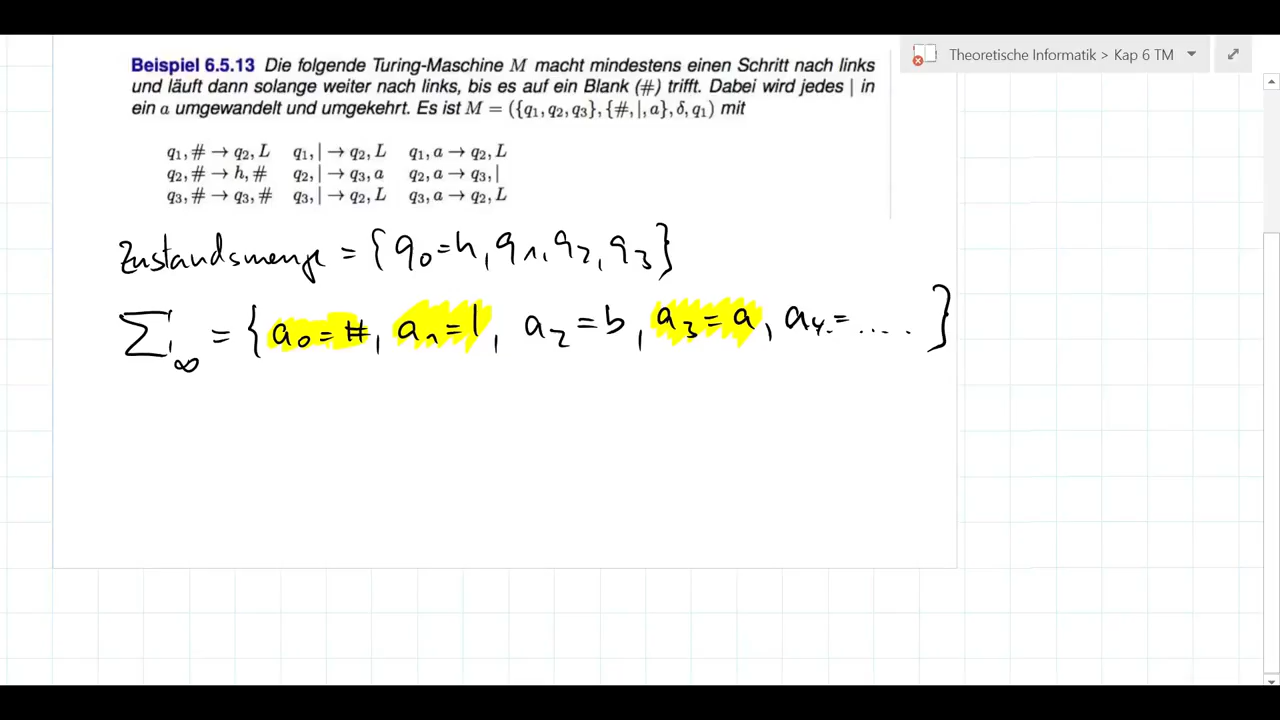 Theoretische Informatik > Kap 6 TM
Beispiel 6.5.13 Die folgende Turing-Maschine M macht mindestens einen Schritt nach links
und läuft dann solange weiter nach links, bis es auf ein Blank (#) trifft. Dabei wird jedes | in
ein a umgewandelt und umgekehrt. Es ist M = ({q₁, q₂, q₃}, {#, |, a}, δ, q₁) mit
q₁, # → q₂, L q₁, | → q₂, L q₁, a → q₂, L
q₂, # → h, # q₂, | → q₃, a q₂, a → q₃, |
q₃, # → q₃, # q₃, | → q₂, L q₃, a → q₂, L
Zustandsmenge = {q₀=h, q₁, q₂, q₃}
Σ∞ = {a₀ = #, a₁ = |, a₂ = b, a₃ = a, a₄ = .....}